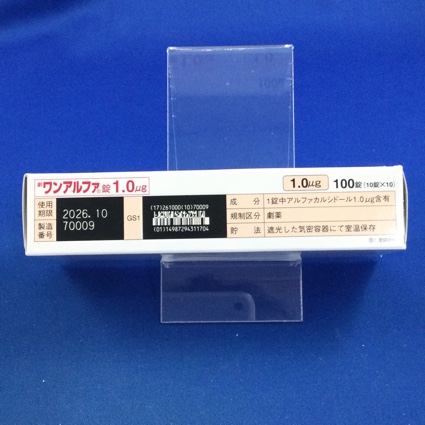 劇 ワンアルファ®錠 1.0μg
1.0μg 100錠 (10錠×10)
使用期限 2026.10
製造番号 70009
GS1
(17)261000(10)70009
(01)14987294311704
成分 1錠中アルファカルシドール1.0μg含有
規制区分 劇薬
貯法 遮光した気密容器にて室温保存